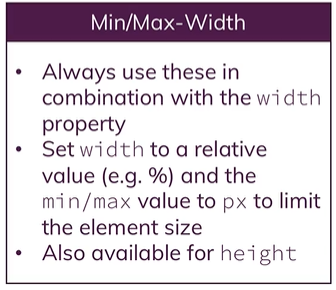 Min/Max-Width
• Always use these in
combination with the width
property
• Set width to a relative
value (e.g. %) and the
min/max value to px to limit
the element size
• Also available for height